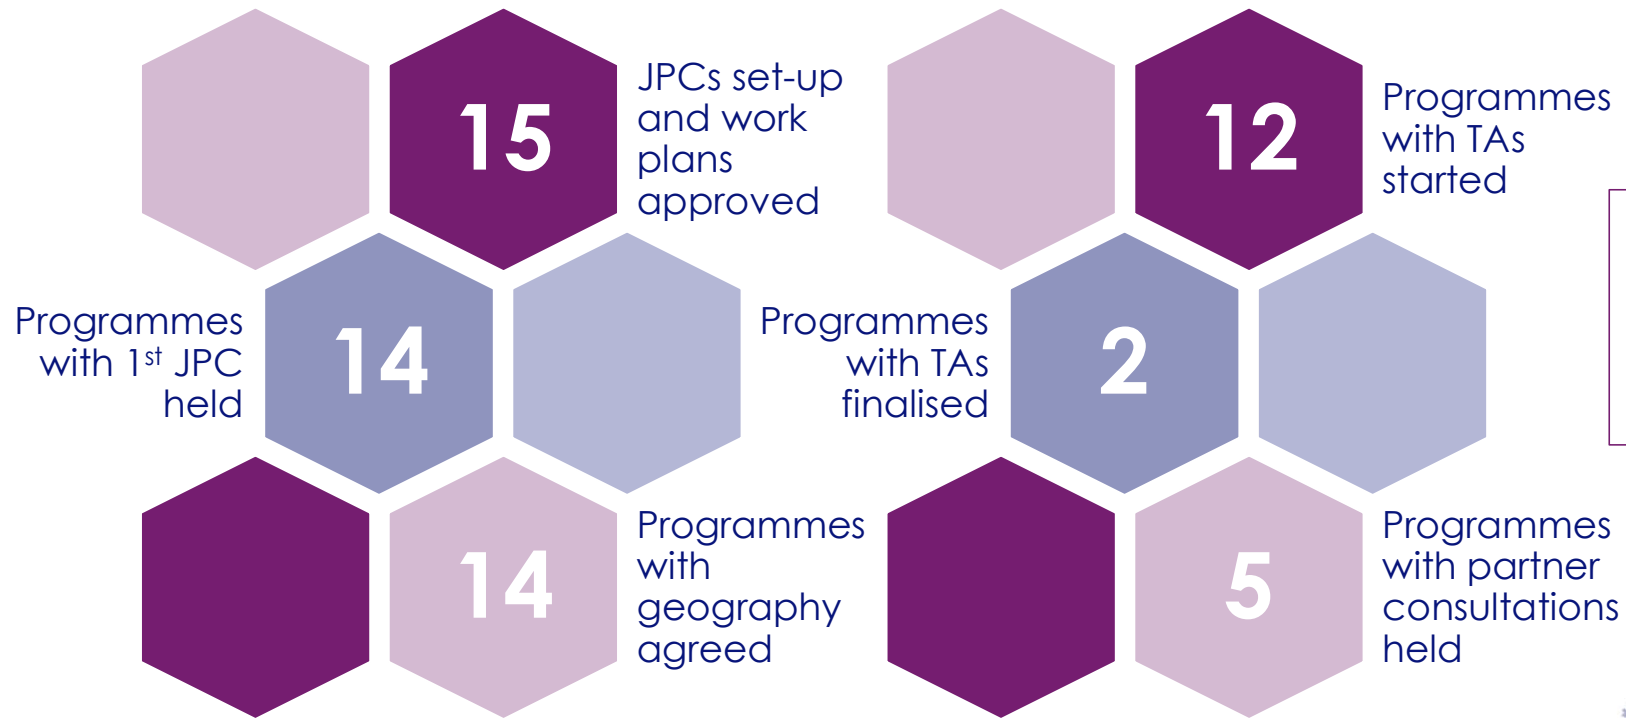 15
JPCs set-up
and work
plans
approved
14
Programmes
with 1st JPC
held
14
Programmes
with
geography
agreed
12
Programmes
with TAs
started
2
Programmes
with TAs
finalised
5
Programmes
with partner
consultations
held